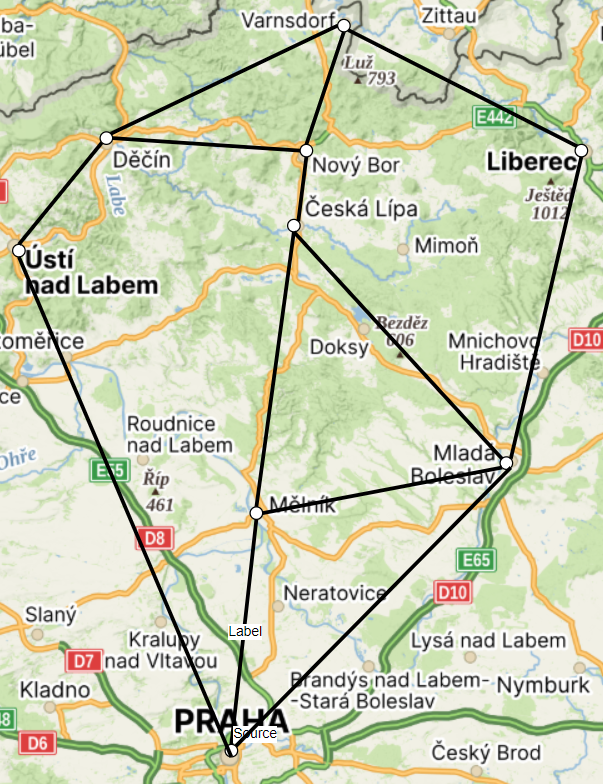 Varnsdorf
Zittau
ba-
übel
Luž
793
E442
Děčín
Nový Bor
Liberec
Labe
Ještěd
1012
Česká Lípa
Mimoň
Ústí
nad Labem
Bezděz
606
Doksy
Mnichovo
Hradiště
D10
toměřice
ce
Roudnice
nad Labem
Ohře
E55
Říp
461
Mladá
Boleslav
Mělník
D8
E65
D10
Neratovice
Slaný
Label
Kralupy
nad Vltavou
D7
Lysá nad Labem
Brandýs nad Labem-
-Stará Boleslav
Nymburk
Kladno
48
D6
PRAHA
Source
Český Brod